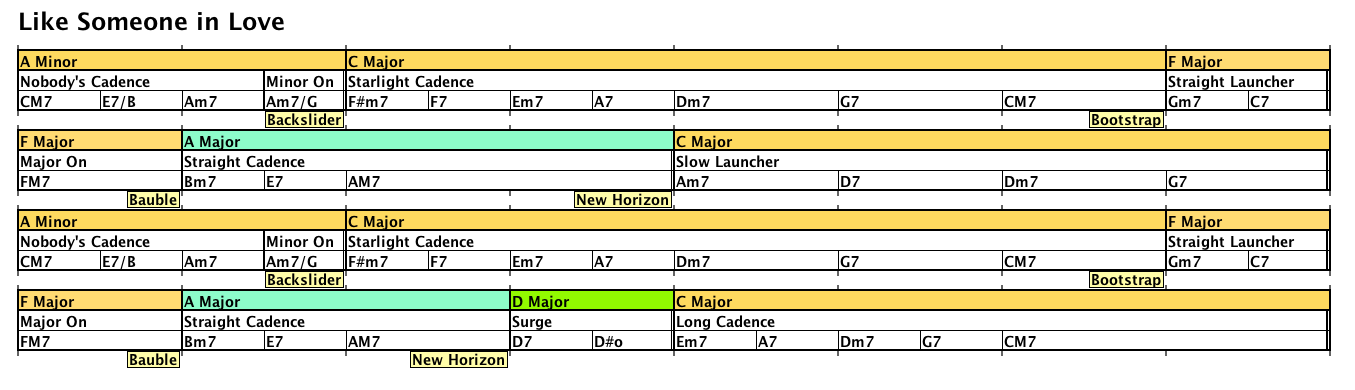 Like Someone in Love
A Minor C Major F Major
Nobody's Cadence Minor On Starlight Cadence Straight Launcher
CM7 E7/B Am7 Am7/G F#m7 F7 Em7 A7 Dm7 G7 CM7 Gm7 C7
Backslider Bootstrap
F Major A Major C Major
Major On Straight Cadence Slow Launcher
FM7 Bm7 E7 AM7 Am7 D7 Dm7 G7
Bauble New Horizon
A Minor C Major F Major
Nobody's Cadence Minor On Starlight Cadence Straight Launcher
CM7 E7/B Am7 Am7/G F#m7 F7 Em7 A7 Dm7 G7 CM7 Gm7 C7
Backslider Bootstrap
F Major A Major D Major C Major
Major On Straight Cadence Surge Long Cadence
FM7 Bm7 E7 AM7 D7 D#o Em7 A7 Dm7 G7 CM7
Bauble New Horizon